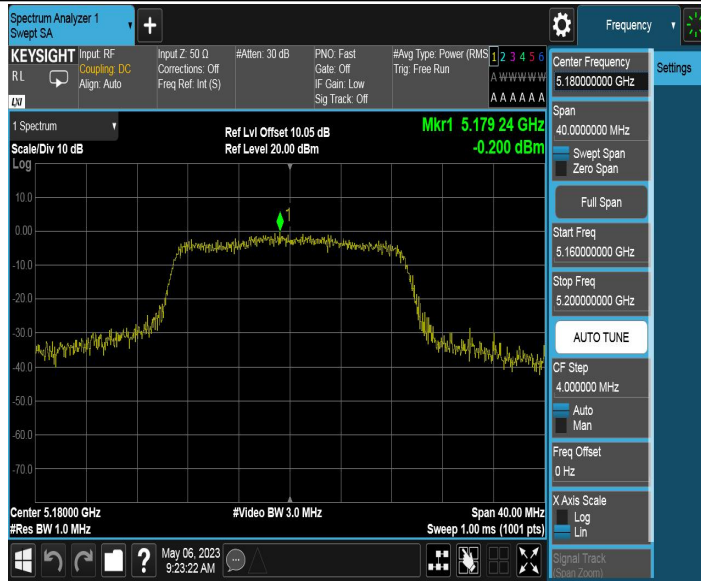 Spectrum Analyzer 1
Swept SA
+
Frequency
KEYSIGHT
RL
LXI
Input: RF
Coupling: DC
Align: Auto
Input Z: 50 Ω
Corrections: Off
Freq Ref: Int (S)
#Atten: 30 dB
PNO: Fast
Gate: Off
IF Gain: Low
Sig Track: Off
#Avg Type: Power (RMS
Trig: Free Run
1 2 3 4 5 6
A W W W W W
A A A A A A
Center Frequency
5.180000000 GHz
Settings
Span
40.0000000 MHz
Swept Span
Zero Span
Full Span
Start Freq
5.160000000 GHz
Stop Freq
5.200000000 GHz
AUTO TUNE
CF Step
4.000000 MHz
Auto
Man
Freq Offset
0 Hz
X Axis Scale
Log
Lin
Signal Track
(Span Zoom)
1 Spectrum
Scale/Div 10 dB
Log
Ref Lvl Offset 10.05 dB
Ref Level 20.00 dBm
Mkr1 5.179 24 GHz
-0.200 dBm
1
10.0
0.00
-10.0
-20.0
-30.0
-40.0
-50.0
-60.0
-70.0
Center 5.18000 GHz
#Res BW 1.0 MHz
#Video BW 3.0 MHz
Span 40.00 MHz
Sweep 1.00 ms (1001 pts)
?
May 06, 2023
9:23:22 AM